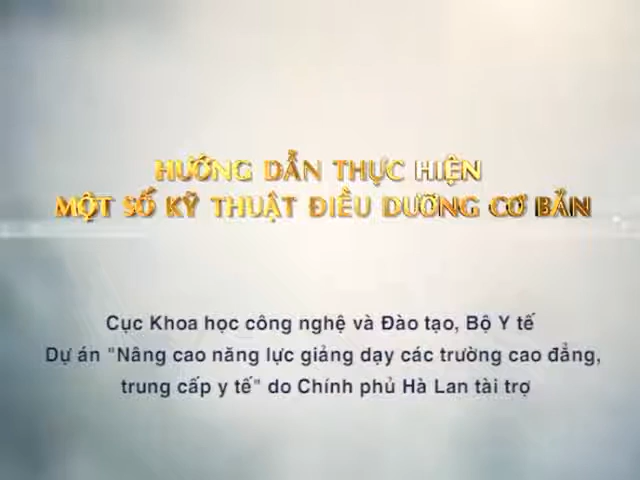 HƯỚNG DẪN THỰC HIỆN
MỘT SỐ KỸ THUẬT ĐIỀU DƯỠNG CƠ BẢN
Cục Khoa học công nghệ và Đào tạo, Bộ Y tế
Dự án "Nâng cao năng lực giảng dạy các trường cao đẳng,
trung cấp y tế" do Chính phủ Hà Lan tài trợ